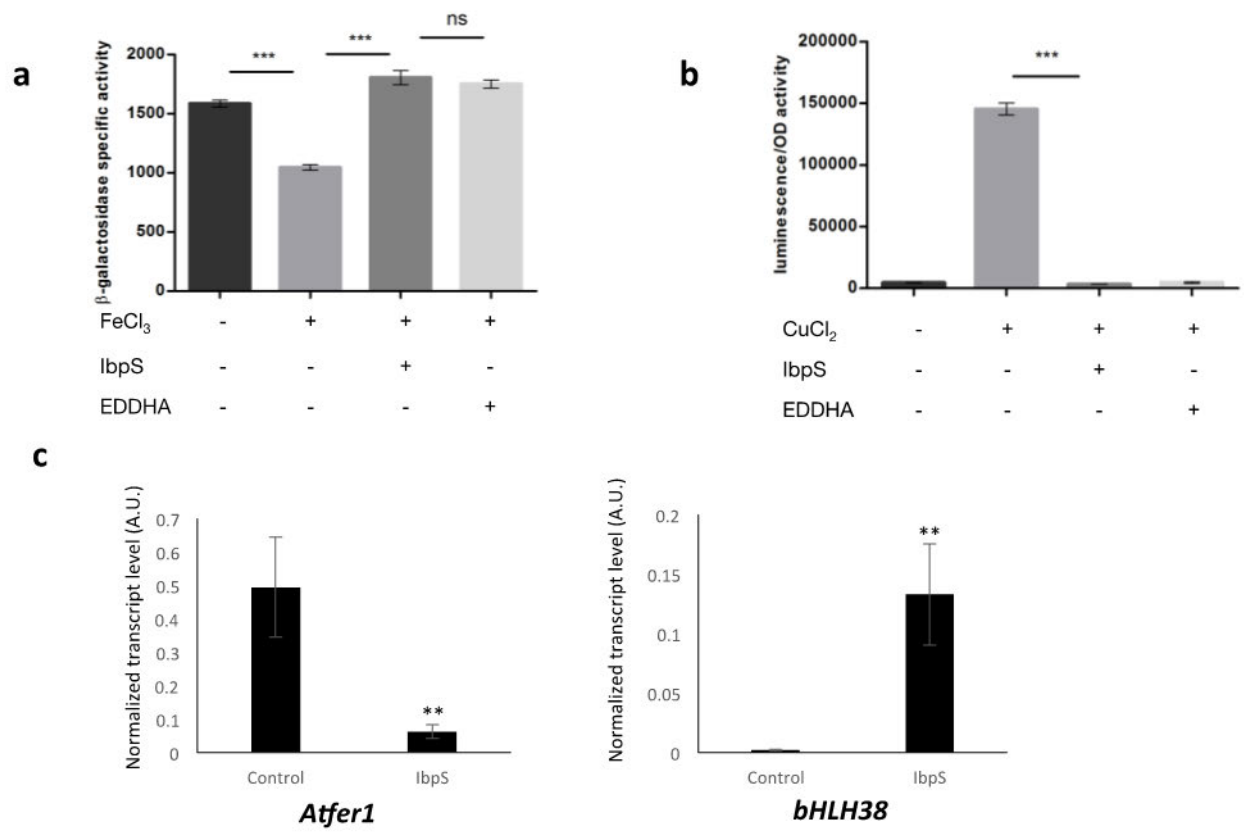 a
β-galactosidase specific activity
2000
1500
1000
500
0
***
***
ns
FeCl₃ - + + +
IbpS - - + -
EDDHA - - - +
b
luminescence/OD activity
200000
150000
100000
50000
0
***
CuCl₂ - + + +
IbpS - - + -
EDDHA - - - +
c
Normalized transcript level (A.U.)
0.7
0.6
0.5
0.4
0.3
0.2
0.1
0
**
Control IbpS
Atfer1
Normalized transcript level (A.U.)
0.2
0.15
0.1
0.05
0
**
Control IbpS
bHLH38